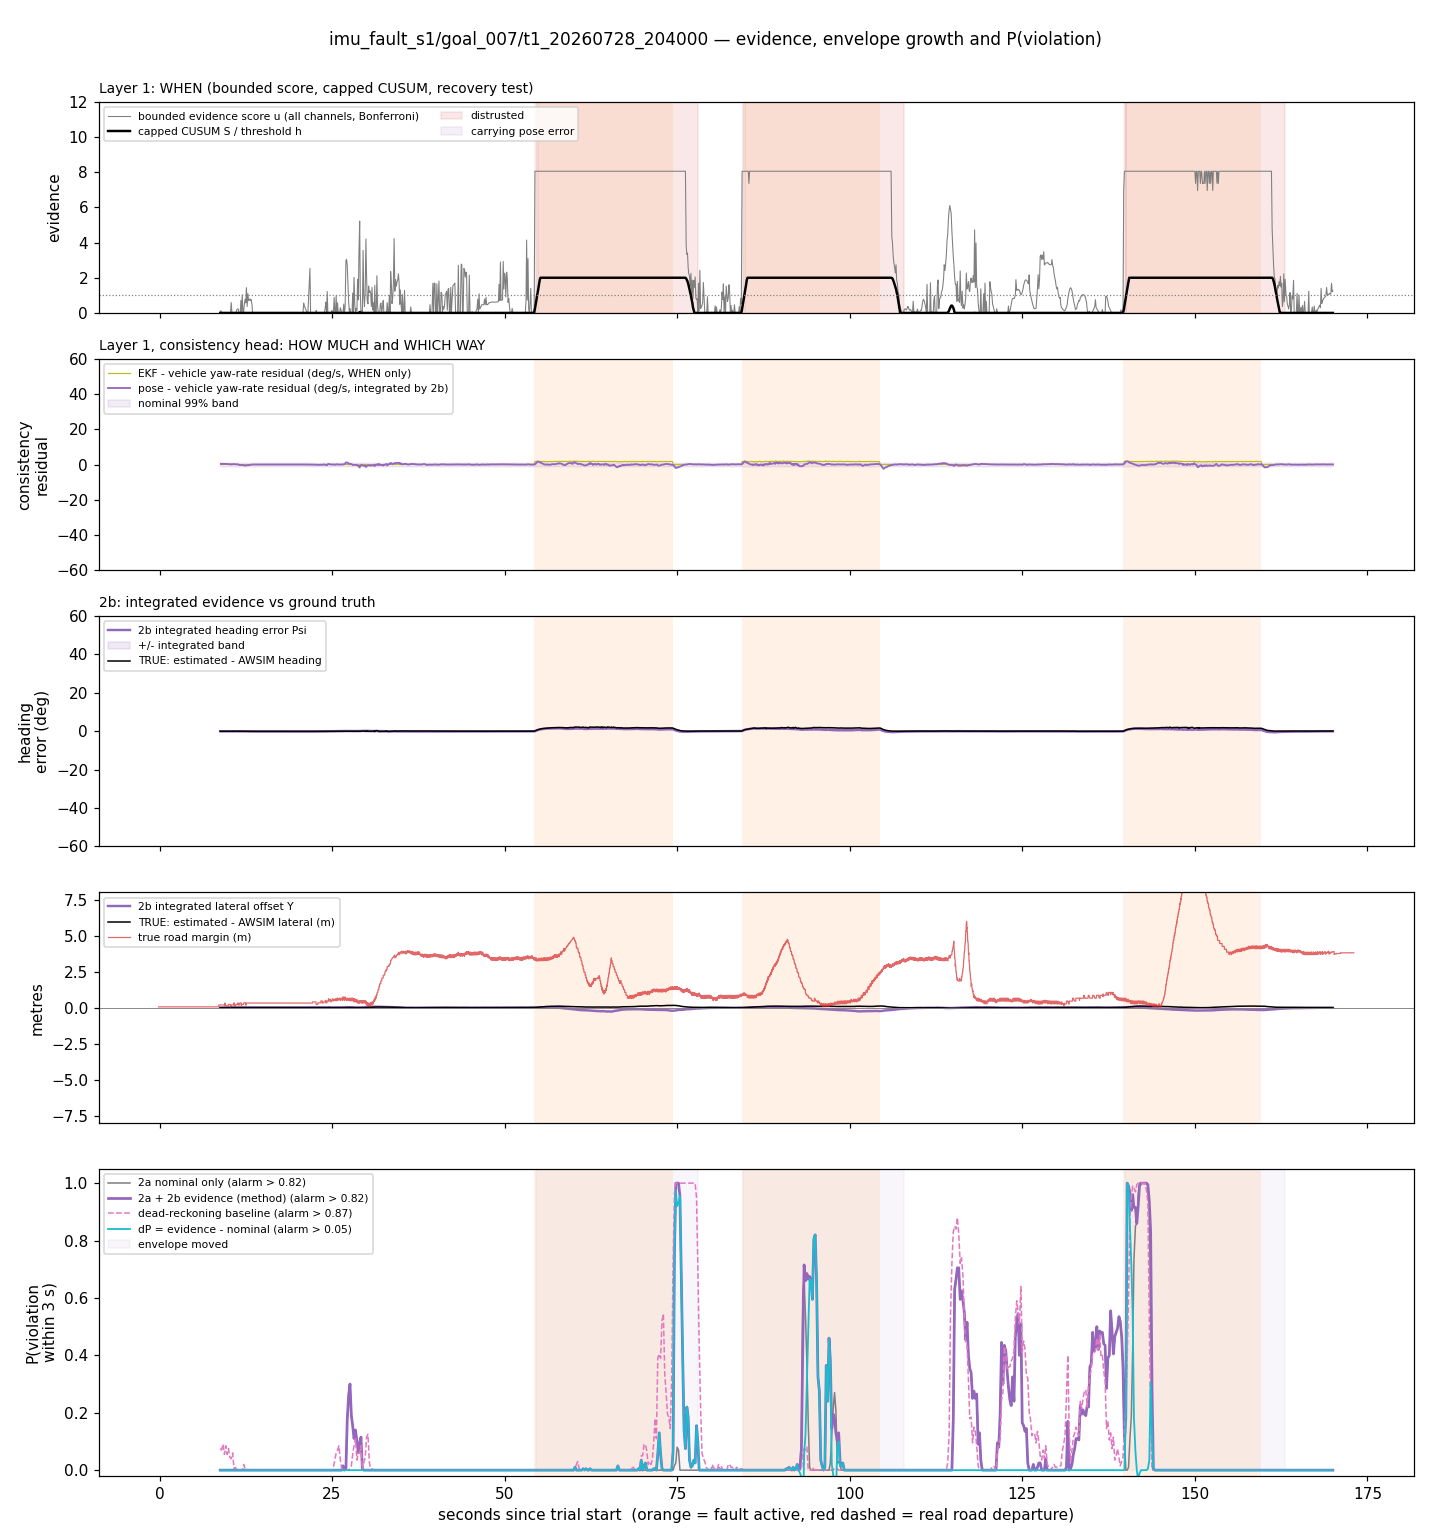 imu_fault_s1/goal_007/t1_20260728_204000 — evidence, envelope growth and P(violation)
Layer 1: WHEN (bounded score, capped CUSUM, recovery test)
bounded evidence score u (all channels, Bonferroni)
capped CUSUM S / threshold h
distrusted
carrying pose error
evidence
12
10
8
6
4
2
0
Layer 1, consistency head: HOW MUCH and WHICH WAY
EKF - vehicle yaw-rate residual (deg/s, WHEN only)
pose - vehicle yaw-rate residual (deg/s, integrated by 2b)
nominal 99% band
consistency
residual
60
40
20
0
−20
−40
−60
2b: integrated evidence vs ground truth
2b integrated heading error Psi
+/- integrated band
TRUE: estimated - AWSIM heading
heading
error (deg)
60
40
20
0
−20
−40
−60
2b integrated lateral offset Y
TRUE: estimated - AWSIM lateral (m)
true road margin (m)
metres
7.5
5.0
2.5
0.0
−2.5
−5.0
−7.5
2a nominal only (alarm > 0.82)
2a + 2b evidence (method) (alarm > 0.82)
dead-reckoning baseline (alarm > 0.87)
dP = evidence - nominal (alarm > 0.05)
envelope moved
P(violation
within 3 s)
1.0
0.8
0.6
0.4
0.2
0.0
0 25 50 75 100 125 150 175
seconds since trial start  (orange = fault active, red dashed = real road departure)